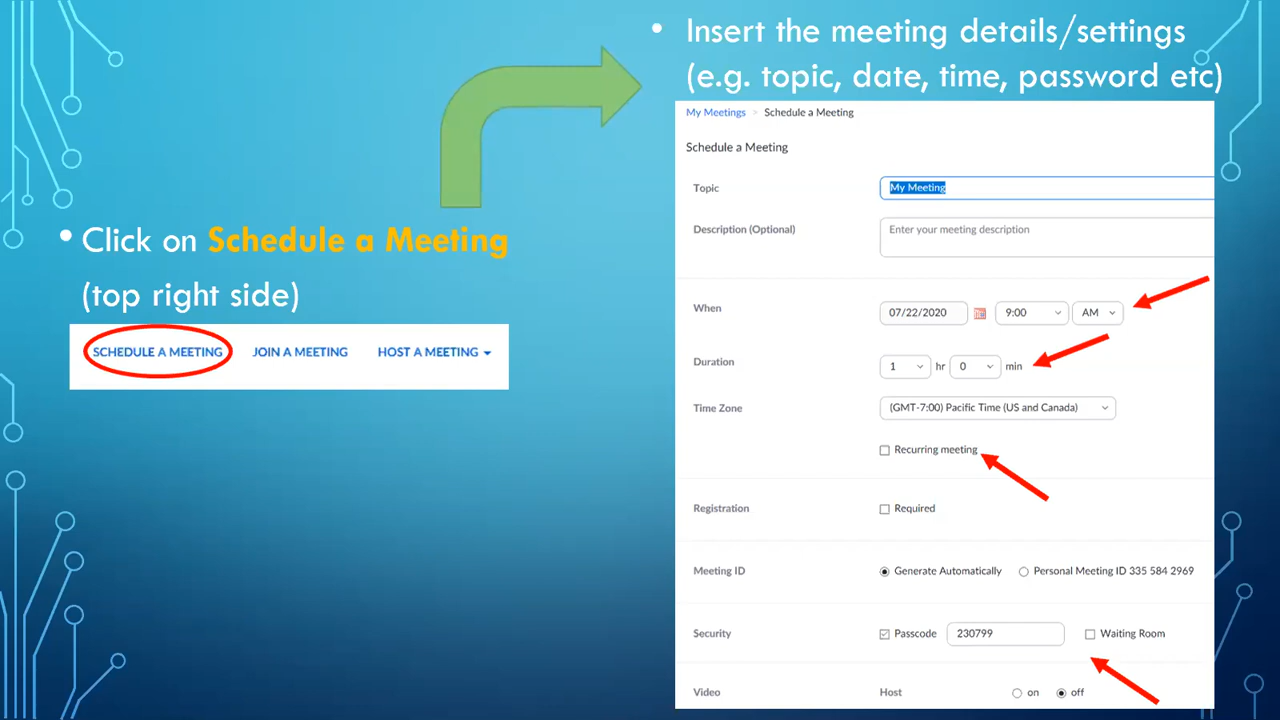 • Insert the meeting details/settings
(e.g. topic, date, time, password etc)
• Click on Schedule a Meeting
(top right side)
SCHEDULE A MEETING JOIN A MEETING HOST A MEETING
My Meetings > Schedule a Meeting
Schedule a Meeting
Topic My Meeting
Description (Optional) Enter your meeting description
When 07/22/2020 9:00 AM
Duration 1 hr 0 min
Time Zone (GMT-7:00) Pacific Time (US and Canada)
Recurring meeting
Registration Required
Meeting ID Generate Automatically Personal Meeting ID 335 584 2969
Security Passcode 230799 Waiting Room
Video Host on off